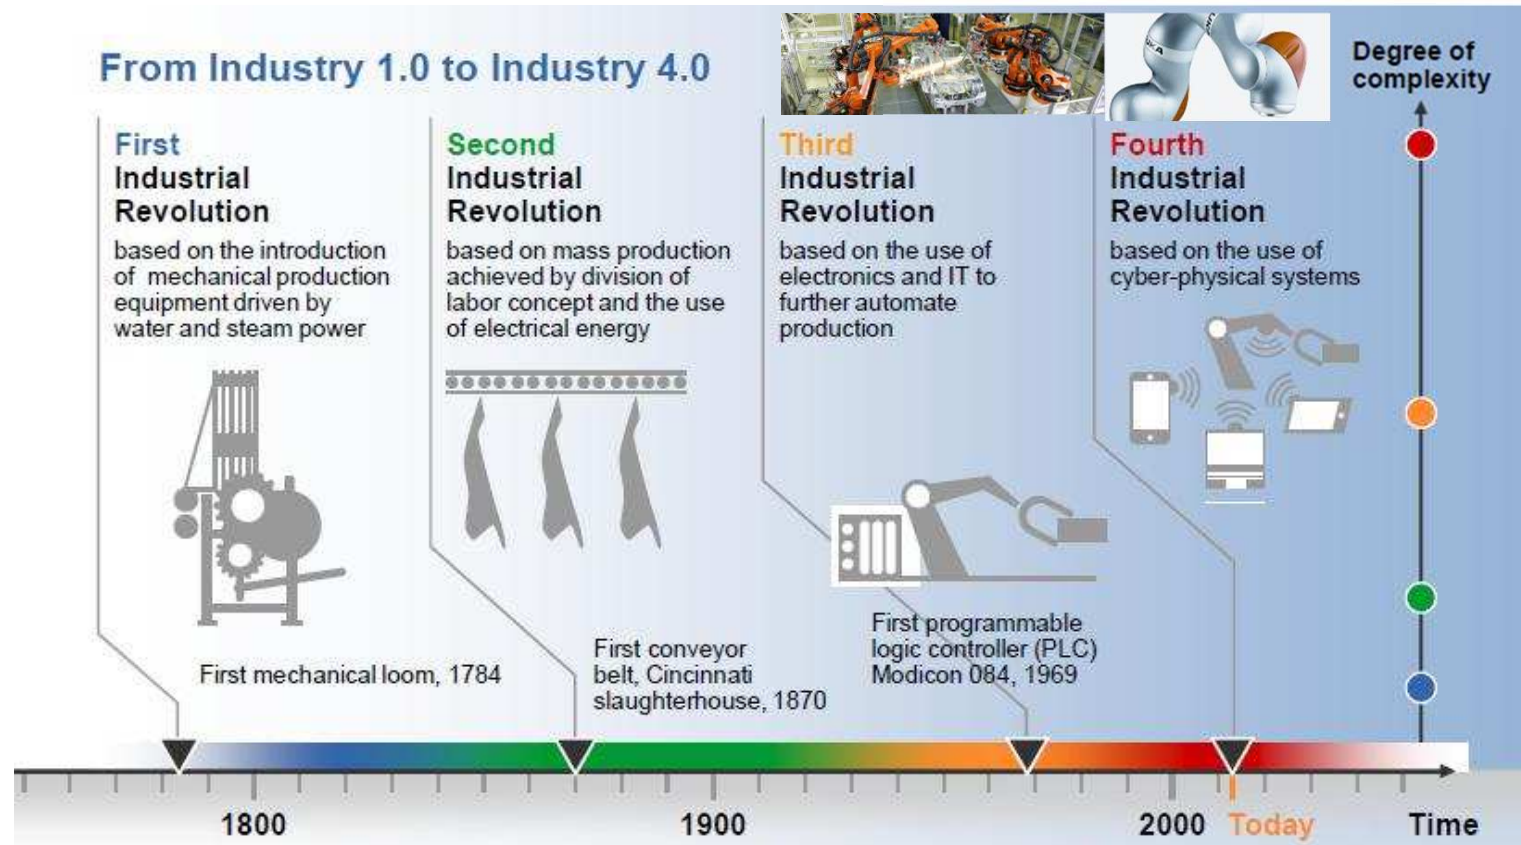 From Industry 1.0 to Industry 4.0
Degree of
complexity
First
Industrial
Revolution
based on the introduction
of mechanical production
equipment driven by
water and steam power
First mechanical loom, 1784
Second
Industrial
Revolution
based on mass production
achieved by division of
labor concept and the use
of electrical energy
First conveyor
belt, Cincinnati
slaughterhouse, 1870
Third
Industrial
Revolution
based on the use of
electronics and IT to
further automate
production
First programmable
logic controller (PLC)
Modicon 084, 1969
Fourth
Industrial
Revolution
based on the use of
cyber-physical systems
1800
1900
2000
Today
Time